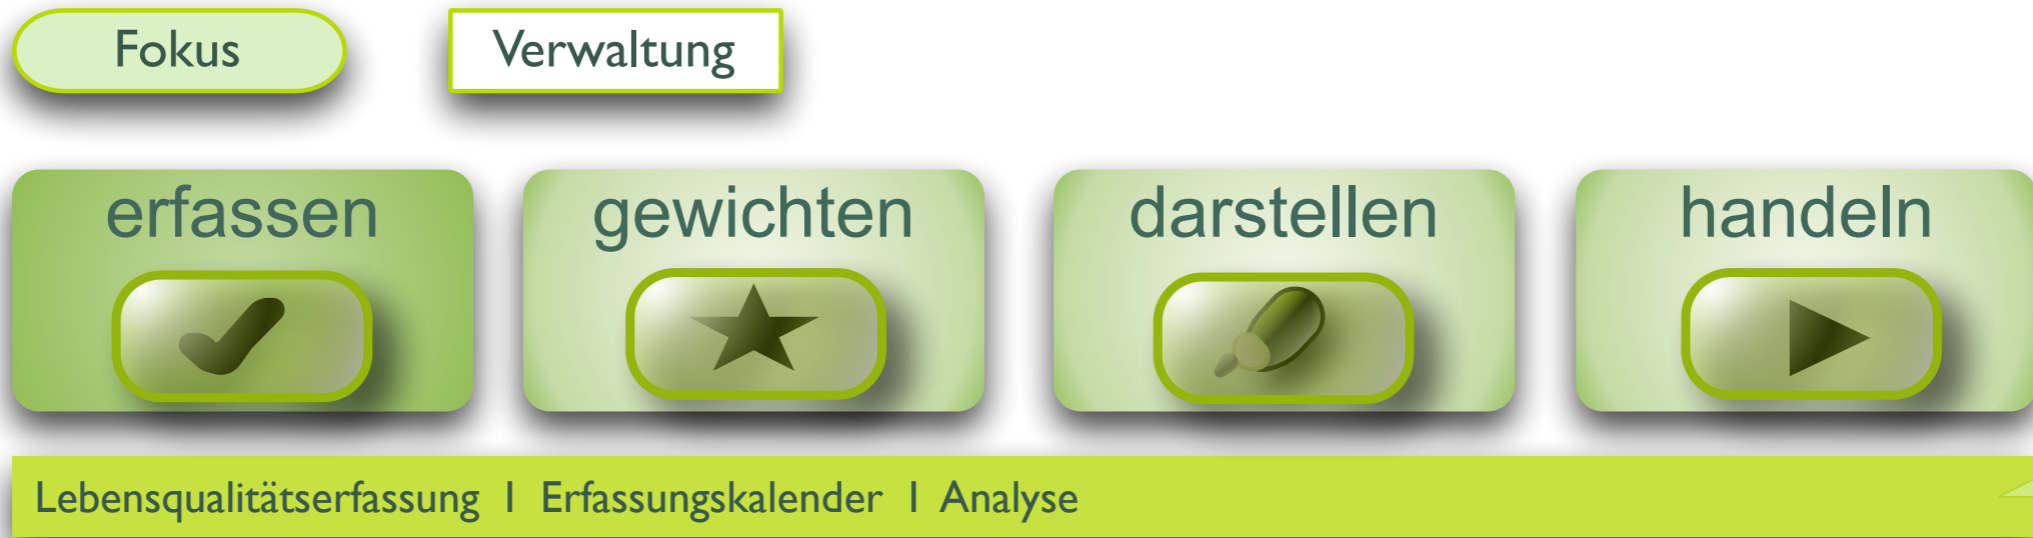 Fokus
Verwaltung
erfassen
gewichten
darstellen
handeln
Lebensqualitätserfassung | Erfassungskalender | Analyse